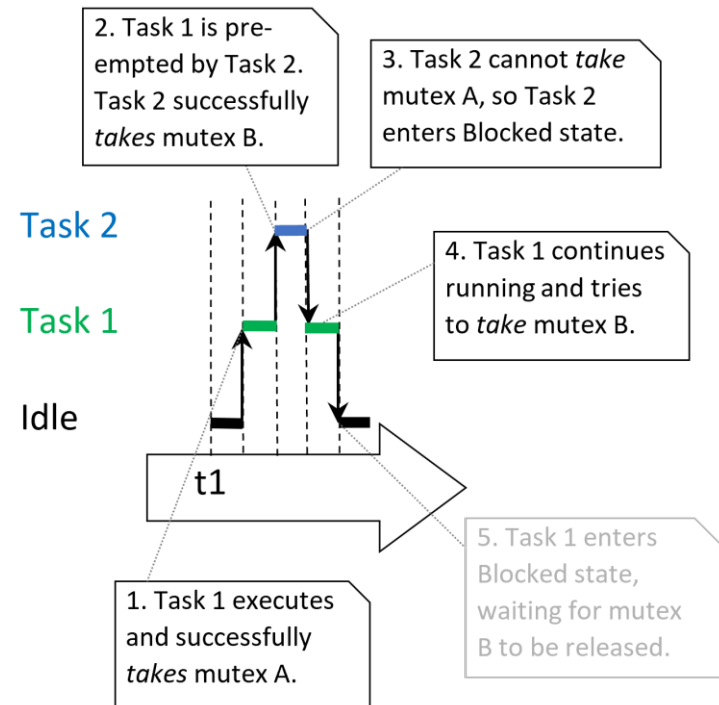 2. Task 1 is pre-
empted by Task 2.
Task 2 successfully
takes mutex B.
3. Task 2 cannot take
mutex A, so Task 2
enters Blocked state.
Task 2
4. Task 1 continues
running and tries
to take mutex B.
Task 1
Idle
t1
5. Task 1 enters
Blocked state,
waiting for mutex
B to be released.
1. Task 1 executes
and successfully
takes mutex A.